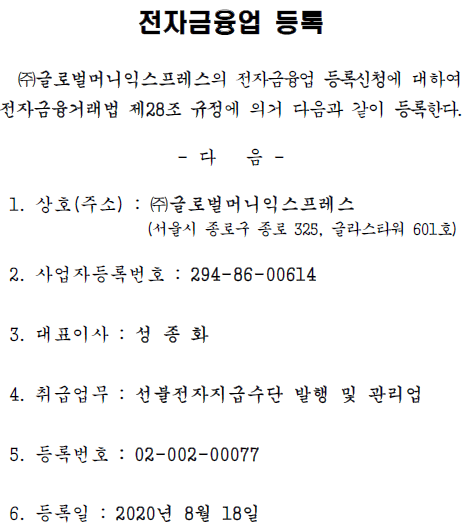 전자금융업 등록
㈜글로벌머니익스프레스의 전자금융업 등록신청에 대하여
전자금융거래법 제28조 규정에 의거 다음과 같이 등록한다.
- 다 음 -
1. 상호(주소) : ㈜글로벌머니익스프레스
(서울시 종로구 종로 325, 글라스타워 601호)
2. 사업자등록번호 : 294-86-00614
3. 대표이사 : 성 종 화
4. 취급업무 : 선불전자지급수단 발행 및 관리업
5. 등록번호 : 02-002-00077
6. 등록일 : 2020년 8월 18일